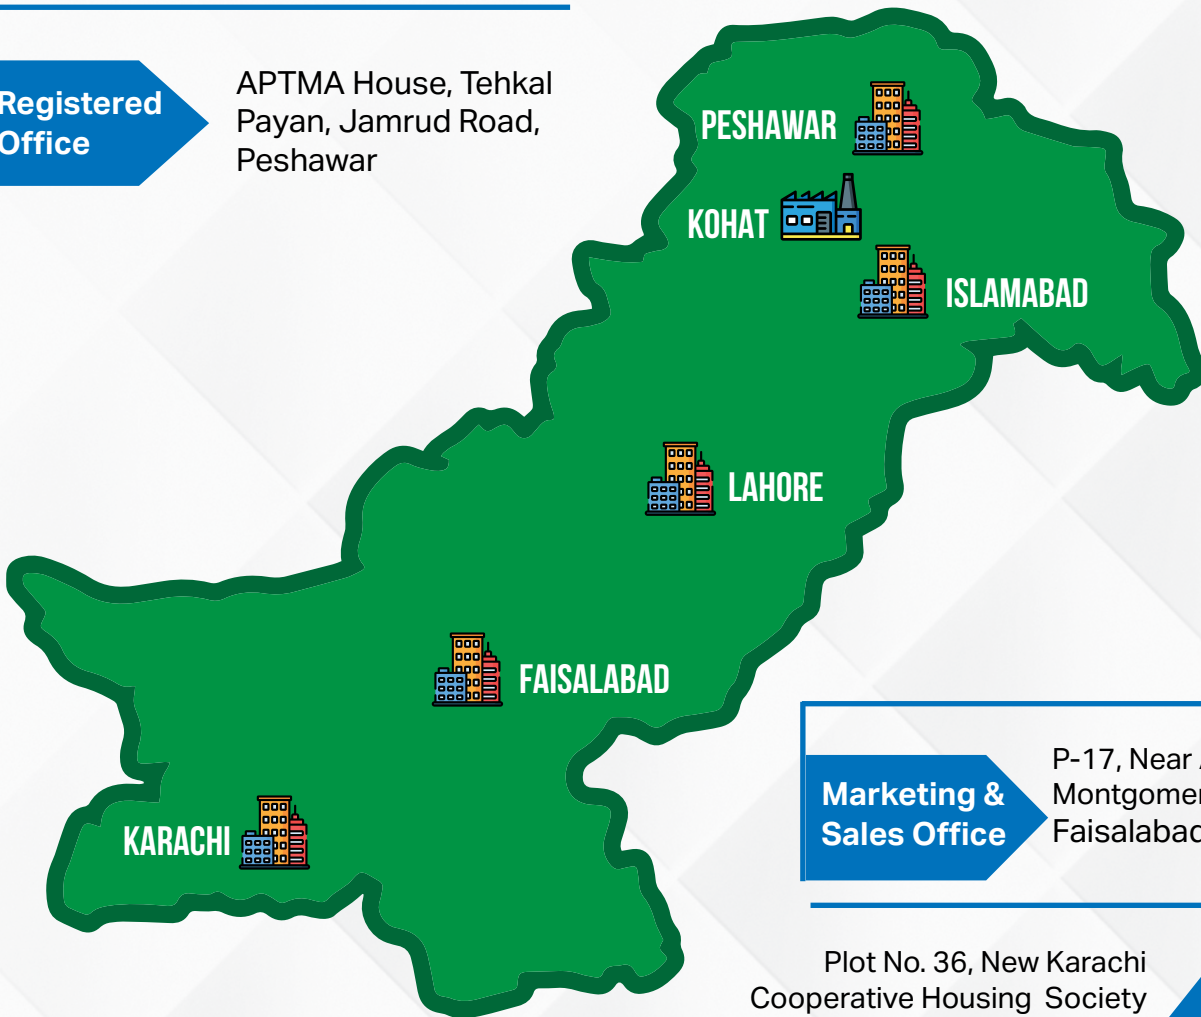 Registered
Office
APTMA House, Tehkal
Payan, Jamrud Road,
Peshawar
PESHAWAR
KOHAT
ISLAMABAD
LAHORE
FAISALABAD
KARACHI
Marketing &
Sales Office
P-17, Near
Faisalabad
Plot No. 36, New Karachi
Cooperative Housing Society